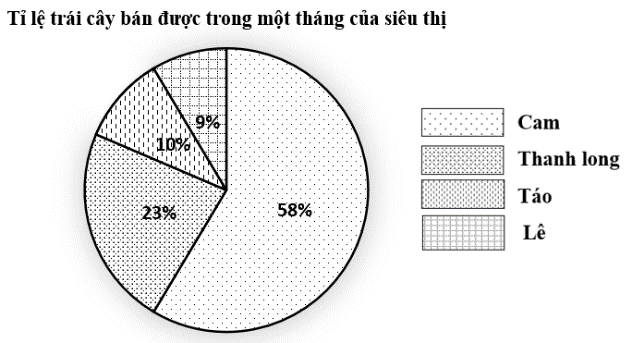 Tỉ lệ trái cây bán được trong một tháng của siêu thị
9%
10%
23%
58%
Cam
Thanh long
Táo
Lê